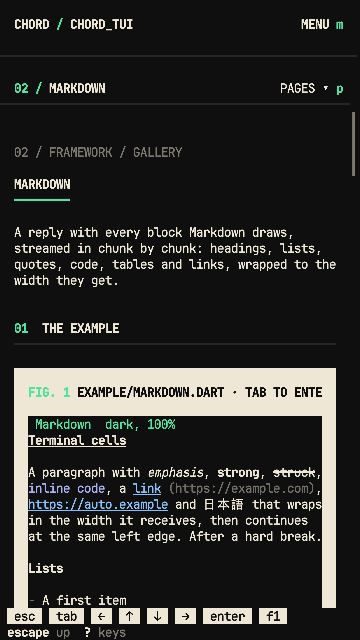 CHORD / CHORD_TUI MENU m
02 / MARKDOWN PAGES ▾ p
02 / FRAMEWORK / GALLERY
MARKDOWN
A reply with every block Markdown draws,
streamed in chunk by chunk: headings, lists,
quotes, code, tables and links, wrapped to the
width they get.
01 THE EXAMPLE
FIG. 1 EXAMPLE/MARKDOWN.DART · TAB TO ENTE
Markdown dark, 100%
Terminal cells
A paragraph with emphasis, strong, struck,
inline code, a link (https://example.com),
https://auto.example and 日本語 that wraps
in the width it receives, then continues
at the same left edge. After a hard break.
Lists
- A first item
esc tab ← ↑ ↓ → enter f1
escape up ? keys